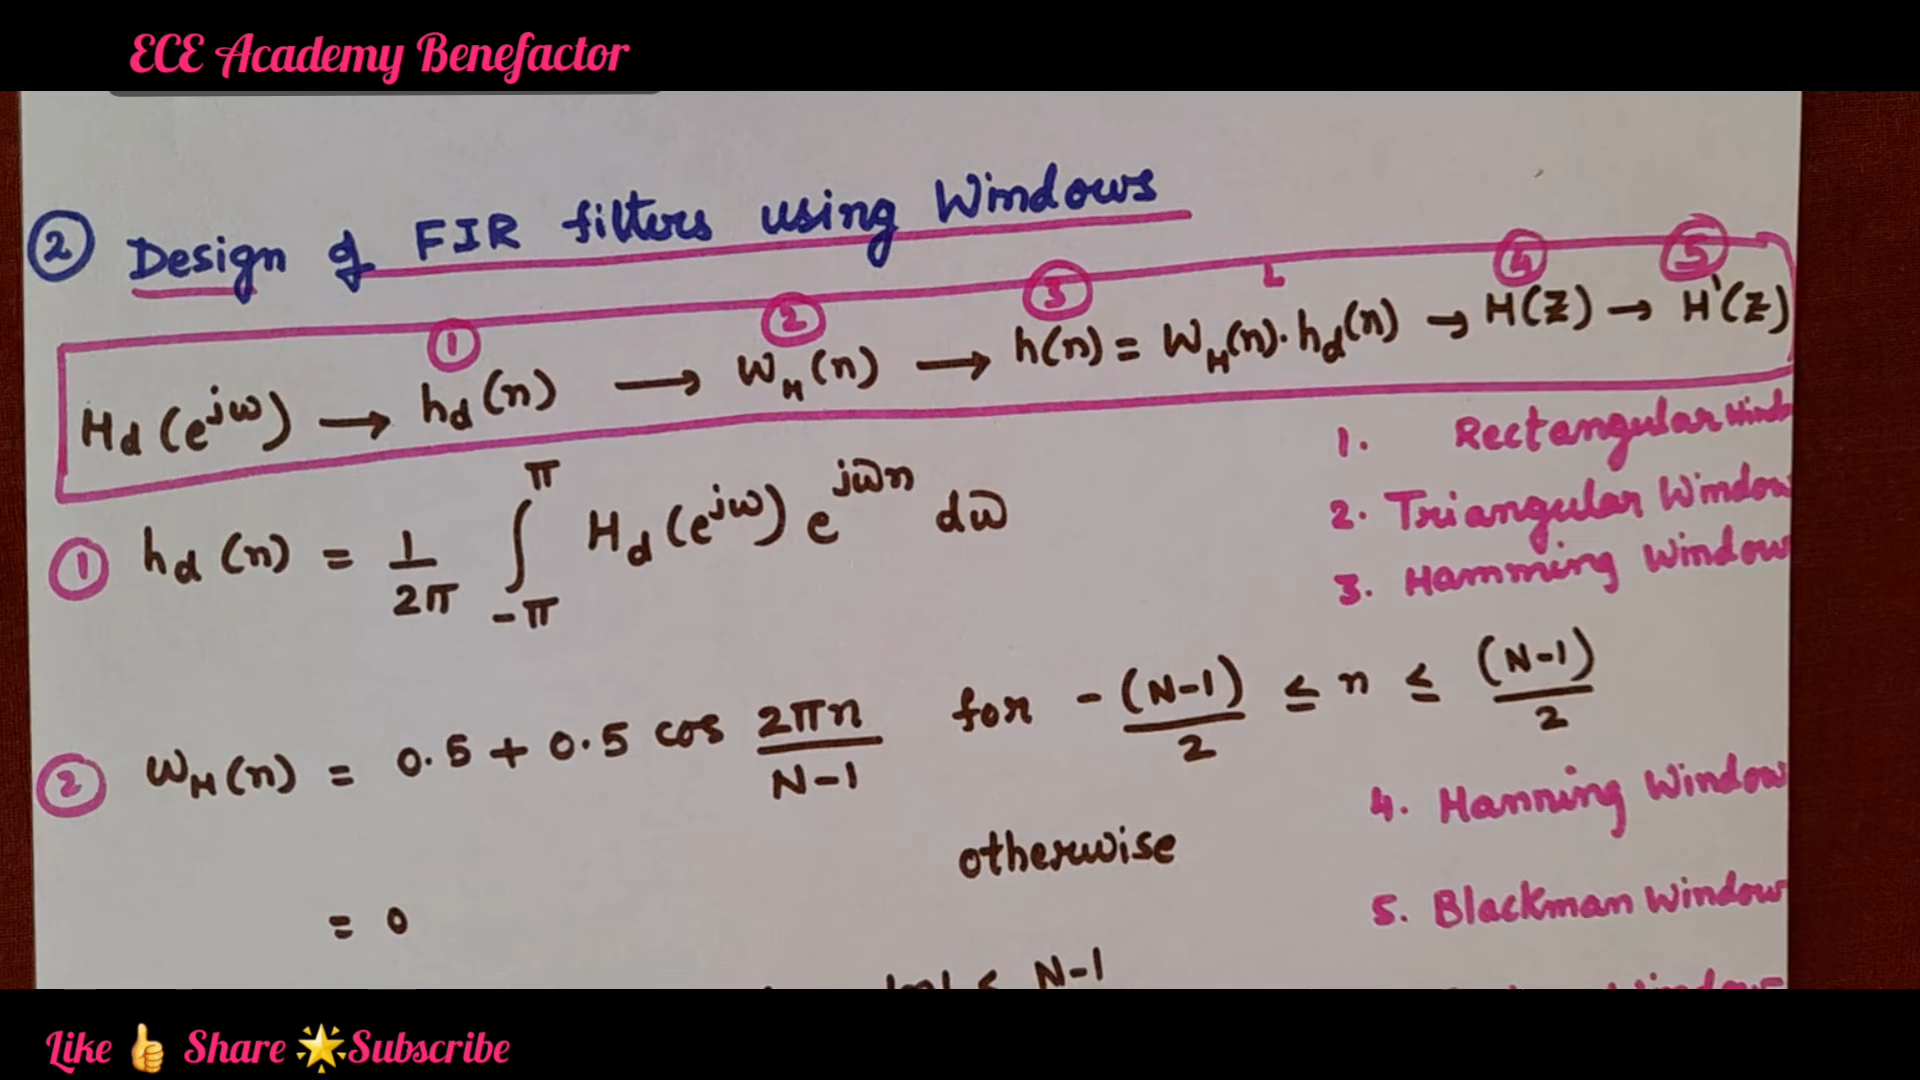 ECE Academy Benefactor
② Design of FIR filters using Windows
① ② ③ ④ ⑤
Hd(e^jω) → hd(n) → WH(n) → h(n) = WH(n)·hd(n) → H(Z) → H'(Z)
1. Rectangular
2. Triangular Window
3. Hamming Window
① hd(n) = 1/2π ∫_-π^π Hd(e^jω) e^jωn dω
② WH(n) = 0.5 + 0.5 cos 2πn/N-1 for -(N-1)/2 ≤ n ≤ (N-1)/2
4. Hanning Window
otherwise
= 0
5. Blackman Window
N-1
Like 👍 Share 🌟 Subscribe